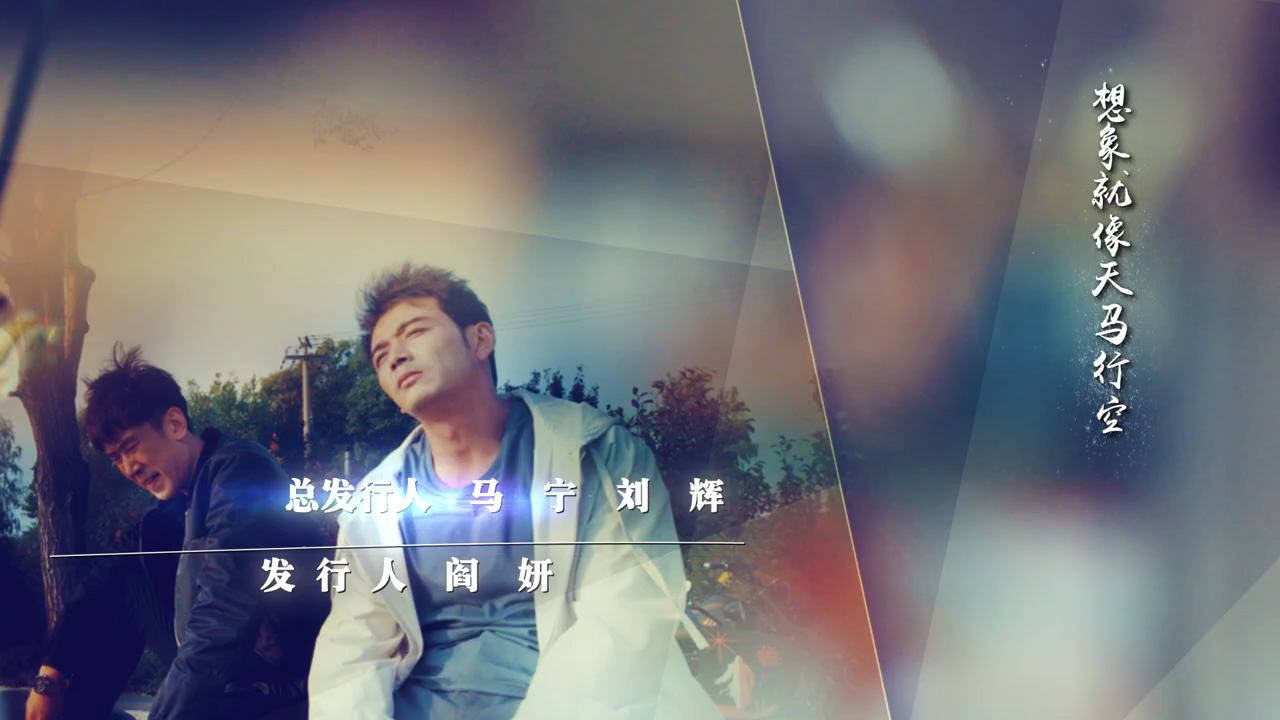 总发行人 马宁 刘辉
发行人 阎妍
想象就像天马行空